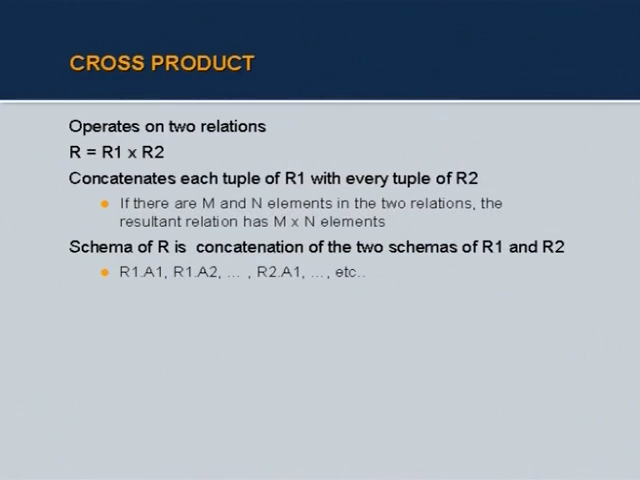 CROSS PRODUCT
Operates on two relations
R = R1 x R2
Concatenates each tuple of R1 with every tuple of R2
If there are M and N elements in the two relations, the
resultant relation has M x N elements
Schema of R is  concatenation of the two schemas of R1 and R2
R1.A1, R1.A2, ... , R2.A1, ..., etc..